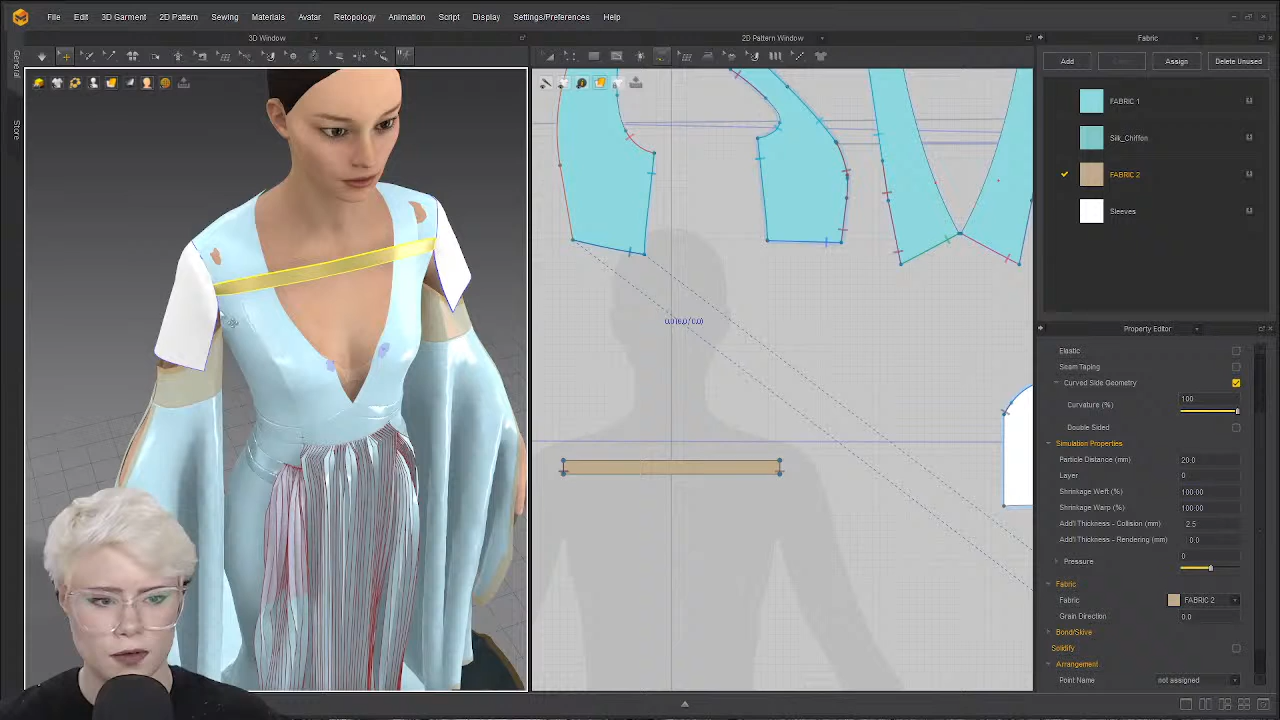 File Edit 3D Garment 2D Pattern Sewing Materials Avatar Retopology Animation Script Display Settings/Preferences Help
3D Window
2D Pattern Window
Fabric
General
Store
Add
Assign
Delete Unused
FABRIC 1
Silk_Chiffon
FABRIC 2
Sleeves
Property Editor
Elastic
Seam Taping
Curved Side Geometry
Curvature (%) 100
Double Sided
Simulation Properties
Particle Distance (mm) 20.0
Layer 0
Shrinkage Weft (%) 100.00
Shrinkage Warp (%) 100.00
Add'l Thickness - Collision (mm) 2.5
Add'l Thickness - Rendering (mm) 0.0
Pressure 0
Fabric
Fabric FABRIC 2
Grain Direction 0.0
Bond/Skive
Solidify
Arrangement
Point Name not assigned